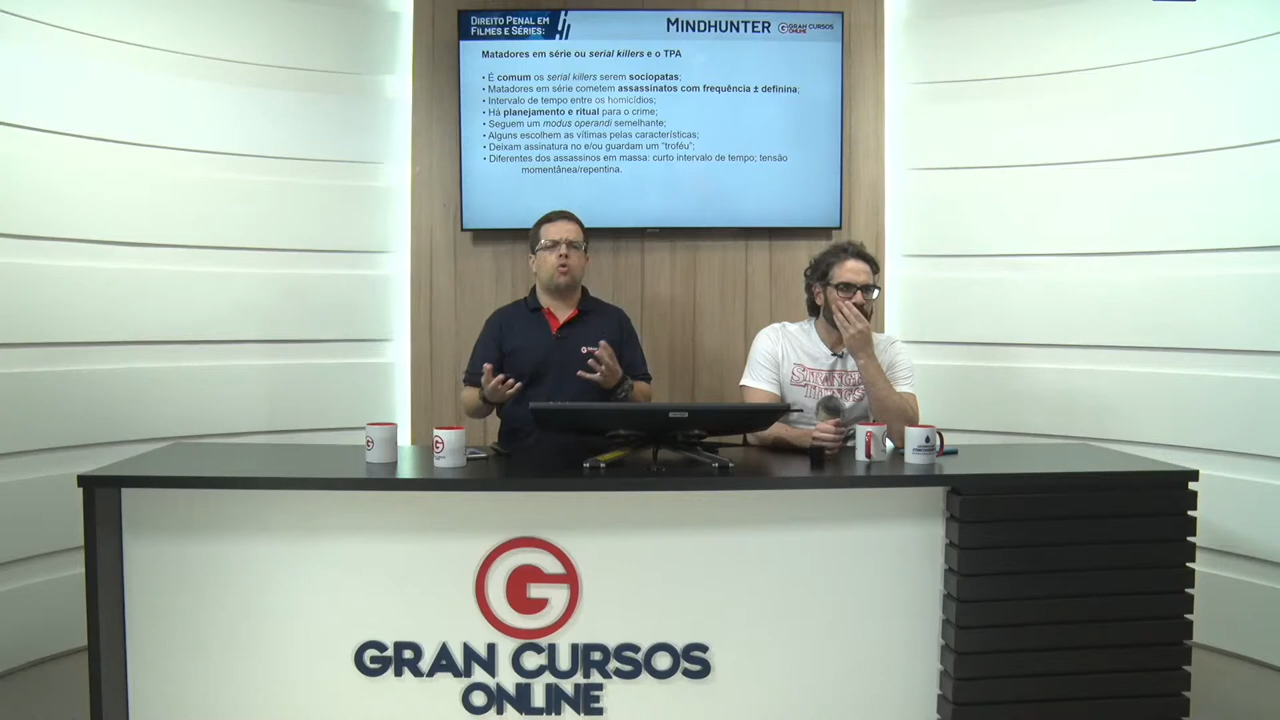 DIREITO PENAL EM
FILMES E SÉRIES:
MINDHUNTER
G GRAN CURSOS
ONLINE
Matadores em série ou serial killers e o TPA
• É comum os serial killers serem sociopatas;
• Matadores em série cometem assassinatos com frequência ± definina;
• Intervalo de tempo entre os homicídios;
• Há planejamento e ritual para o crime;
• Seguem um modus operandi semelhante;
• Alguns escolhem as vítimas pelas características;
• Deixam assinatura no e/ou guardam um "troféu";
• Diferentes dos assassinos em massa: curto intervalo de tempo; tensão
momentânea/repentina.
STRANGER
THINGS
G
GRAN CURSOS
ONLINE